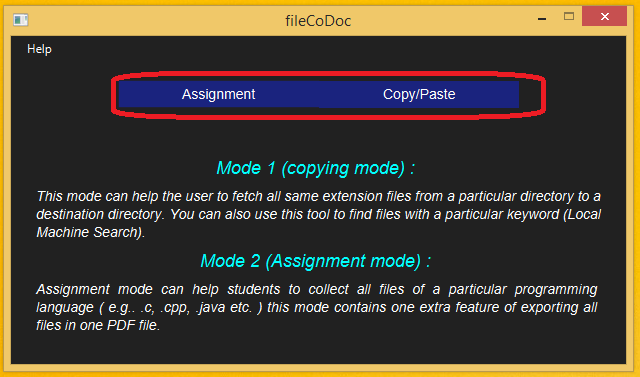 fileCoDoc
Help
Assignment Copy/Paste
Mode 1 (copying mode) :
This mode can help the user to fetch all same extension files from a particular directory to a
destination directory. You can also use this tool to find files with a particular keyword (Local
Machine Search).
Mode 2 (Assignment mode) :
Assignment mode can help students to collect all files of a particular programming
language ( e.g.. .c, .cpp, .java etc. ) this mode contains one extra feature of exporting all
files in one PDF file.